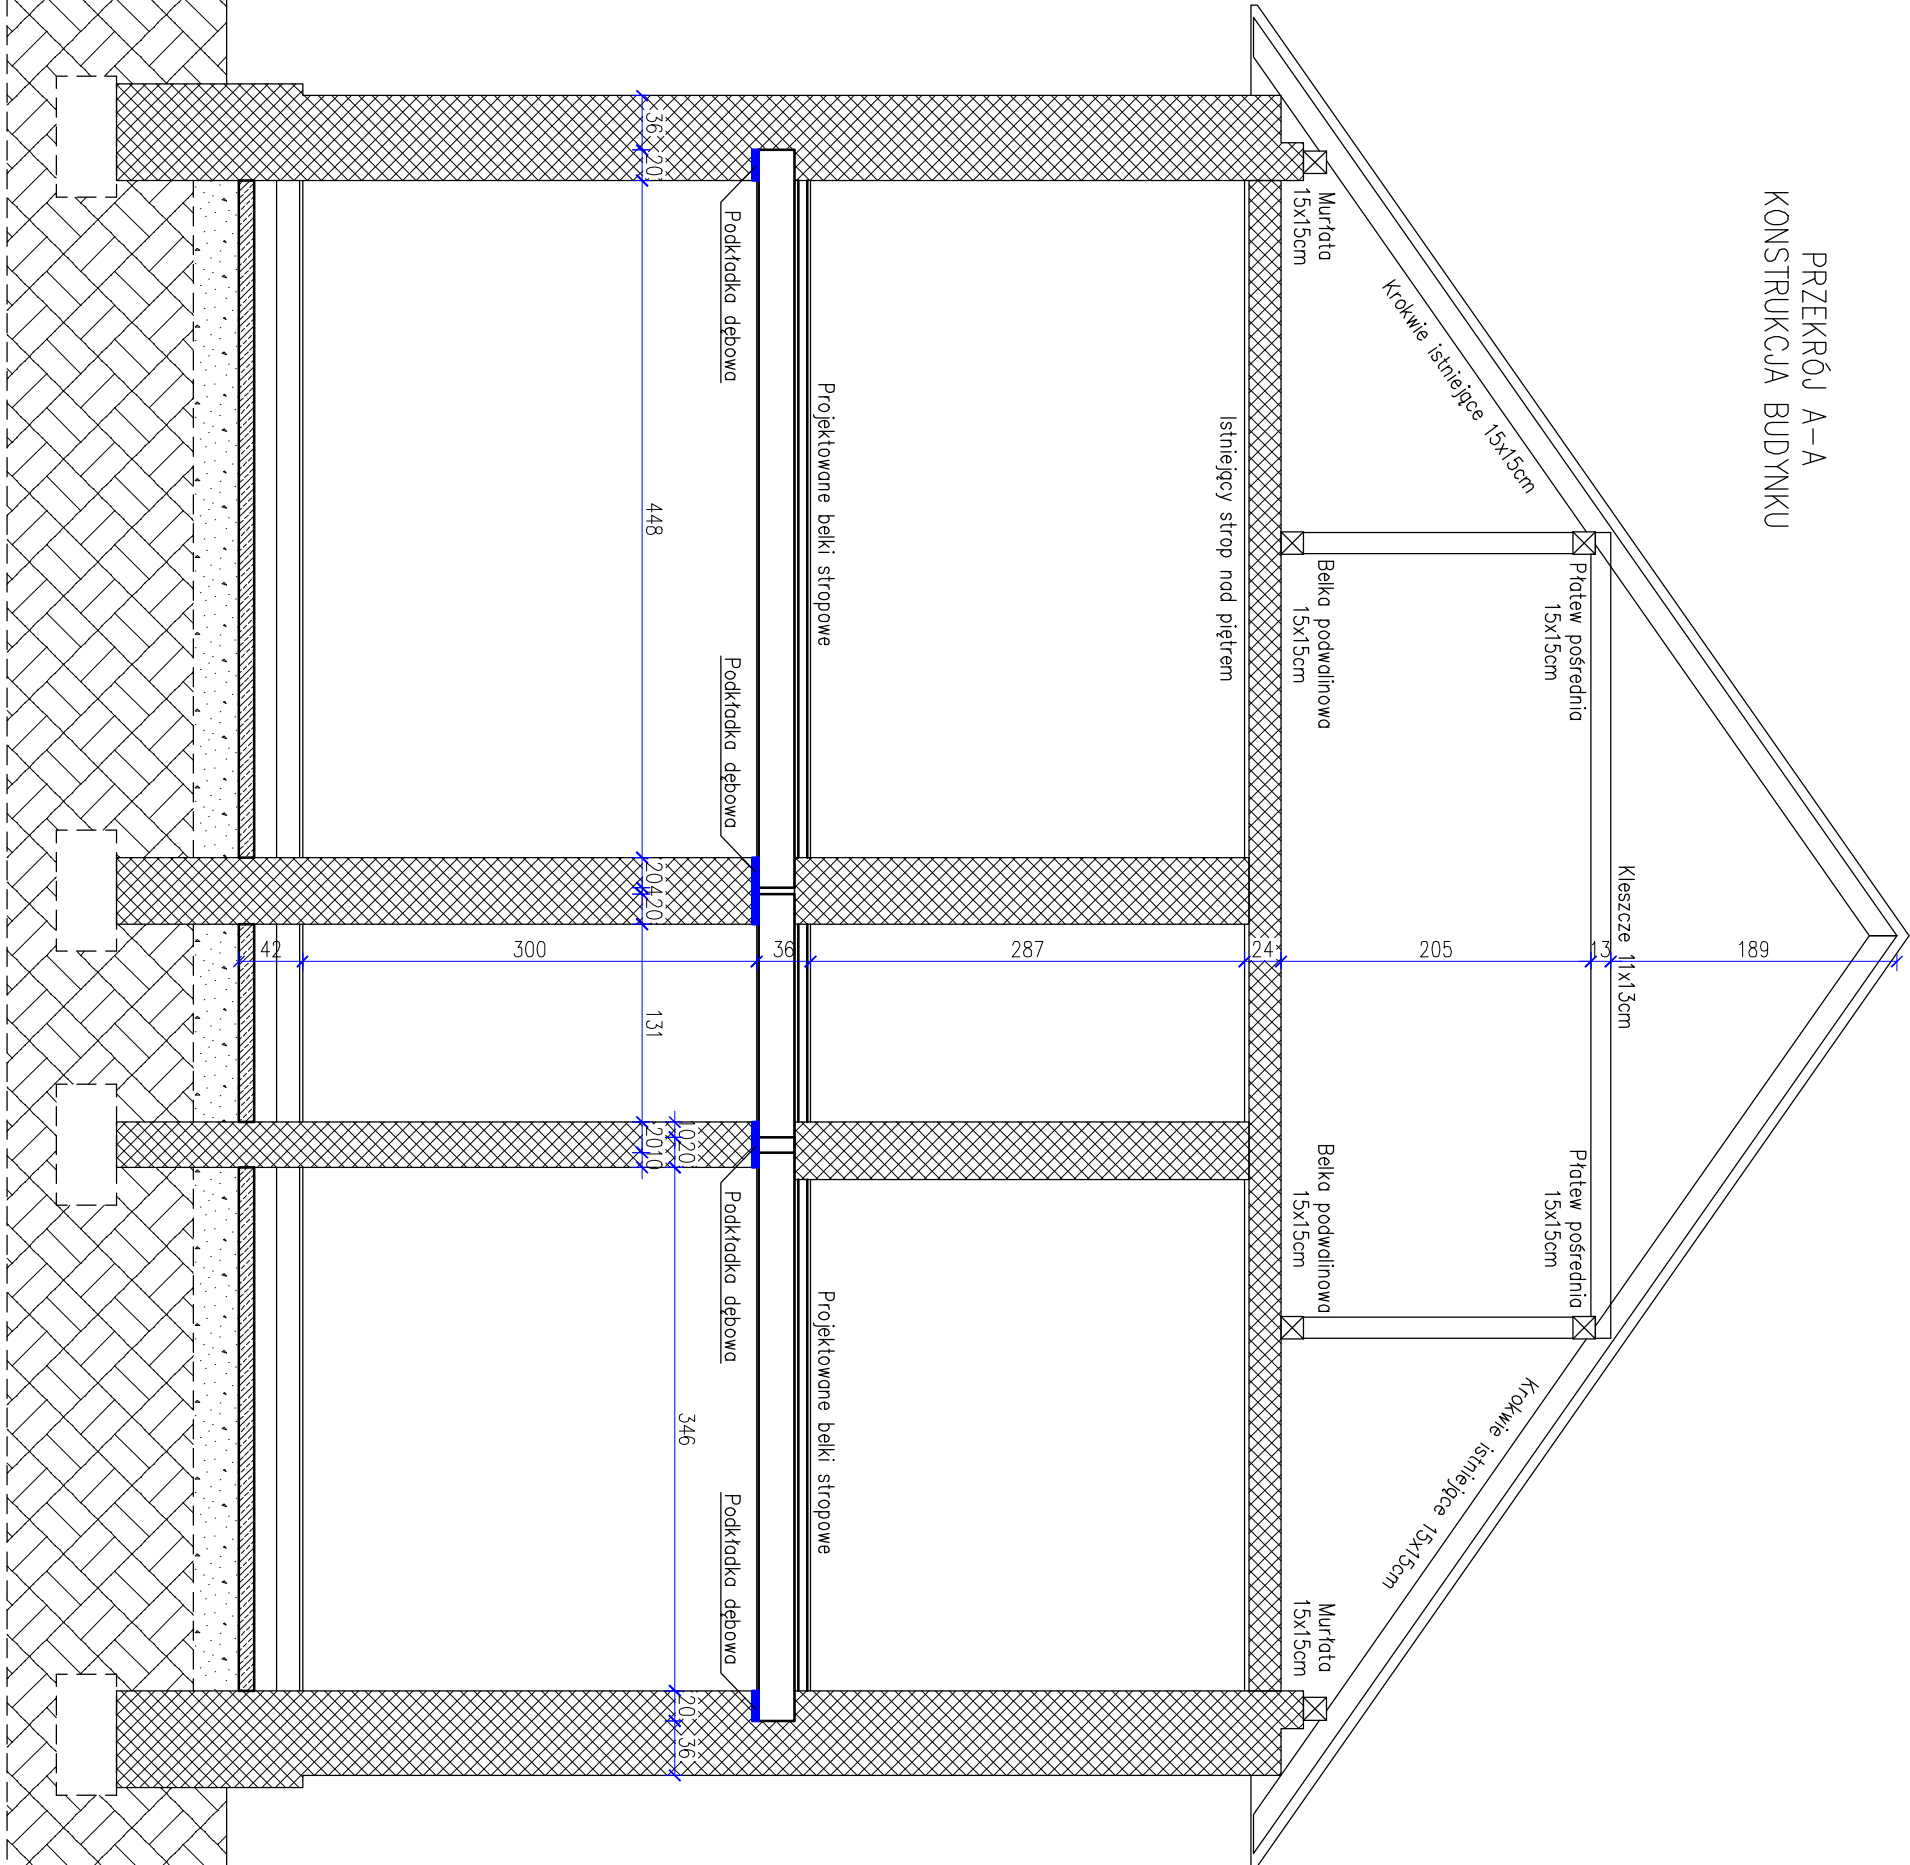 PRZEKRÓJ A-A
KONSTRUKCJA BUDYNKU
Kleszcze 11x13cm
Płatew pośrednia
15x15cm
Płatew pośrednia
15x15cm
Krokwie istniejące 15x15cm
Krokwie istniejące 15x15cm
Murłata
15x15cm
Belka podwalinowa
15x15cm
Belka podwalinowa
15x15cm
Murłata
15x15cm
Istniejący strop nad piętrem
Projektowane belki stropowe
Projektowane belki stropowe
Podkładka dębowa
Podkładka dębowa
Podkładka dębowa
Podkładka dębowa
189
13
205
24
287
36
300
42
10
20
346
20
36
36
20
448
20
4
20
131
20
10